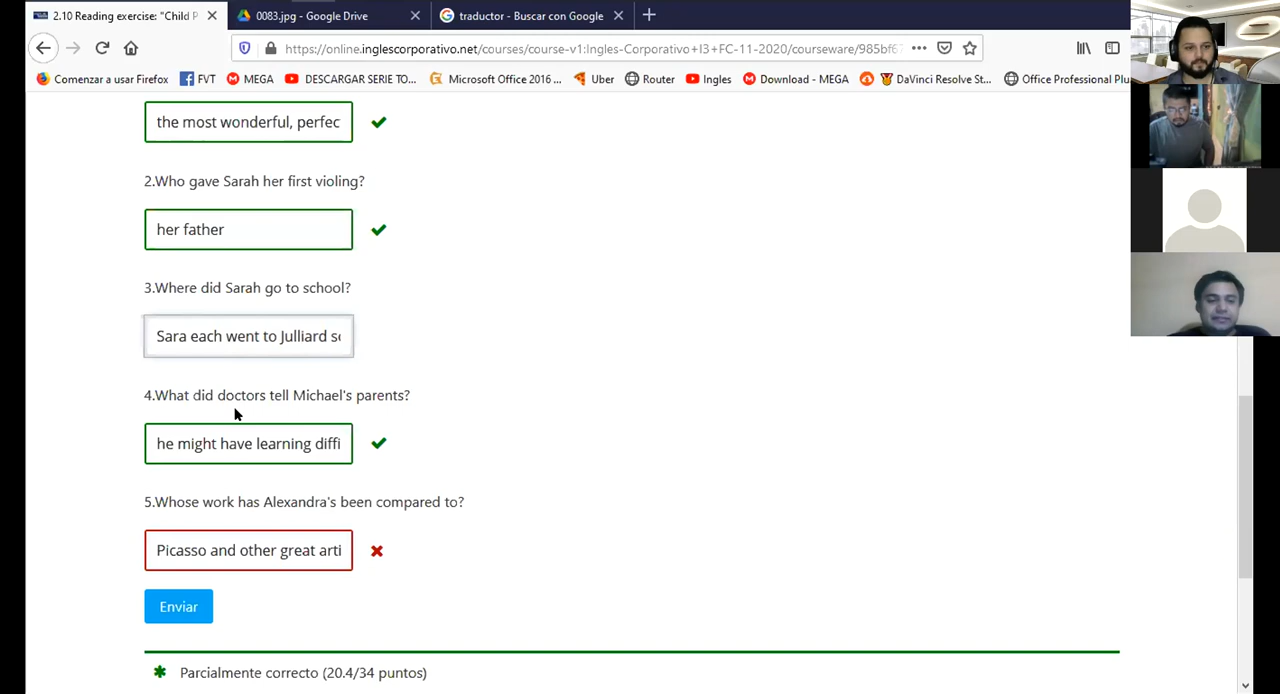 2.10 Reading exercise: "Child P
0083.jpg - Google Drive
traductor - Buscar con Google
https://online.inglescorporativo.net/courses/course-v1:Ingles-Corporativo+I3+FC-11-2020/courseware/985bf67
Comenzar a usar Firefox
FVT
MEGA
DESCARGAR SERIE TO...
Microsoft Office 2016 ...
Uber
Router
Ingles
Download - MEGA
DaVinci Resolve St...
Office Professional Plu
the most wonderful, perfec
2.Who gave Sarah her first violing?
her father
3.Where did Sarah go to school?
Sara each went to Julliard sc
4.What did doctors tell Michael's parents?
he might have learning diffi
5.Whose work has Alexandra's been compared to?
Picasso and other great arti
Enviar
Parcialmente correcto (20.4/34 puntos)